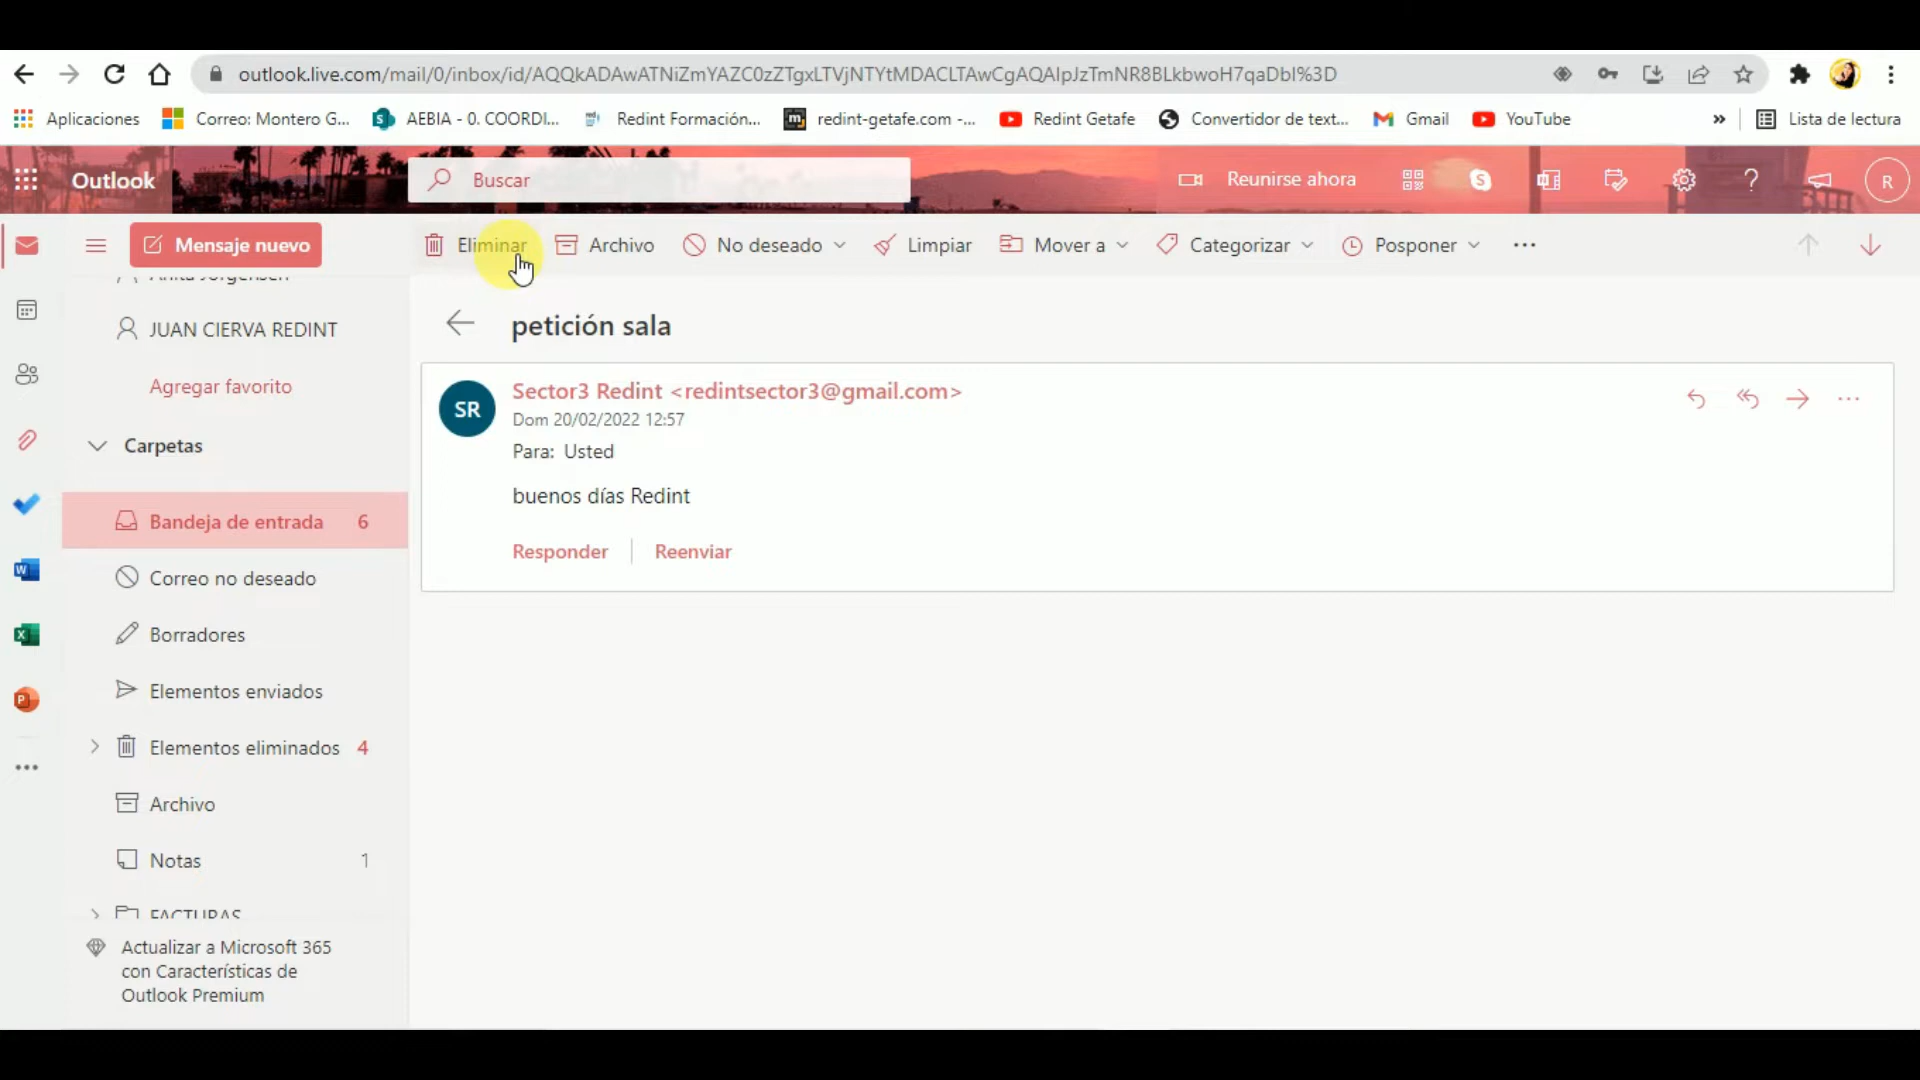 outlook.live.com/mail/0/inbox/id/AQQkADAwATNiZmYAZC0zZTgxLTVjNTYtMDACLTAwCgAQAIpJzTmNR8BLkbwoH7qaDbI%3D
Aplicaciones
Correo: Montero G...
AEBIA - 0. COORDI...
Redint Formación...
redint-getafe.com -...
Redint Getafe
Convertidor de text...
Gmail
YouTube
»
Lista de lectura
Outlook
Buscar
Reunirse ahora
R
Mensaje nuevo
Eliminar
Archivo
No deseado
Limpiar
Mover a
Categorizar
Posponer
Anita Jorgensen
JUAN CIERVA REDINT
Agregar favorito
Carpetas
Bandeja de entrada 6
Correo no deseado
Borradores
Elementos enviados
Elementos eliminados 4
Archivo
Notas 1
FACTURAS
Actualizar a Microsoft 365
con Características de
Outlook Premium
petición sala
SR
Sector3 Redint <redintsector3@gmail.com>
Dom 20/02/2022 12:57
Para: Usted
buenos días Redint
Responder
Reenviar